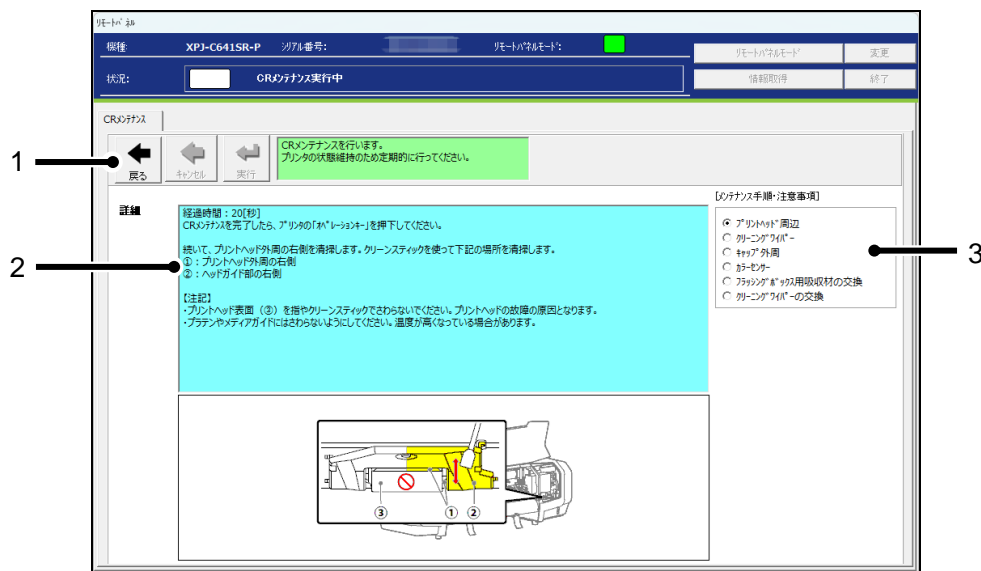 リモートパネル
機種: XPJ-C641SR-P シリアル番号: リモートパネルモード:
リモートパネルモード 変更
状況: CRメンテナンス実行中
情報取得 終了
CRメンテナンス
1
戻る キャンセル 実行
CRメンテナンスを行います。
プリンタの状態維持のため定期的に行ってください。
詳細
2
経過時間:20[秒]
CRメンテナンスを完了したら、プリンタの「オペレーションキー」を押下してください。
続いて、プリントヘッド外周の右側を清掃します。クリーンスティックを使って下記の場所を清掃します。
①:プリントヘッド外周の右側
②:ヘッドガイド部の右側
【注記】
・プリントヘッド表面(③)を指やクリーンスティックでさわらないでください。プリントヘッドの故障の原因となります。
・プラテンやメディアガイドにはさわらないようにしてください。温度が高くなっている場合があります。
[メンテナンス手順・注意事項]
プリントヘッド周辺
クリーニングワイパー
キャップ外周
カラーセンサー
フラッシングボックス用吸収材の交換
クリーニングワイパーの交換
3
③ ① ②